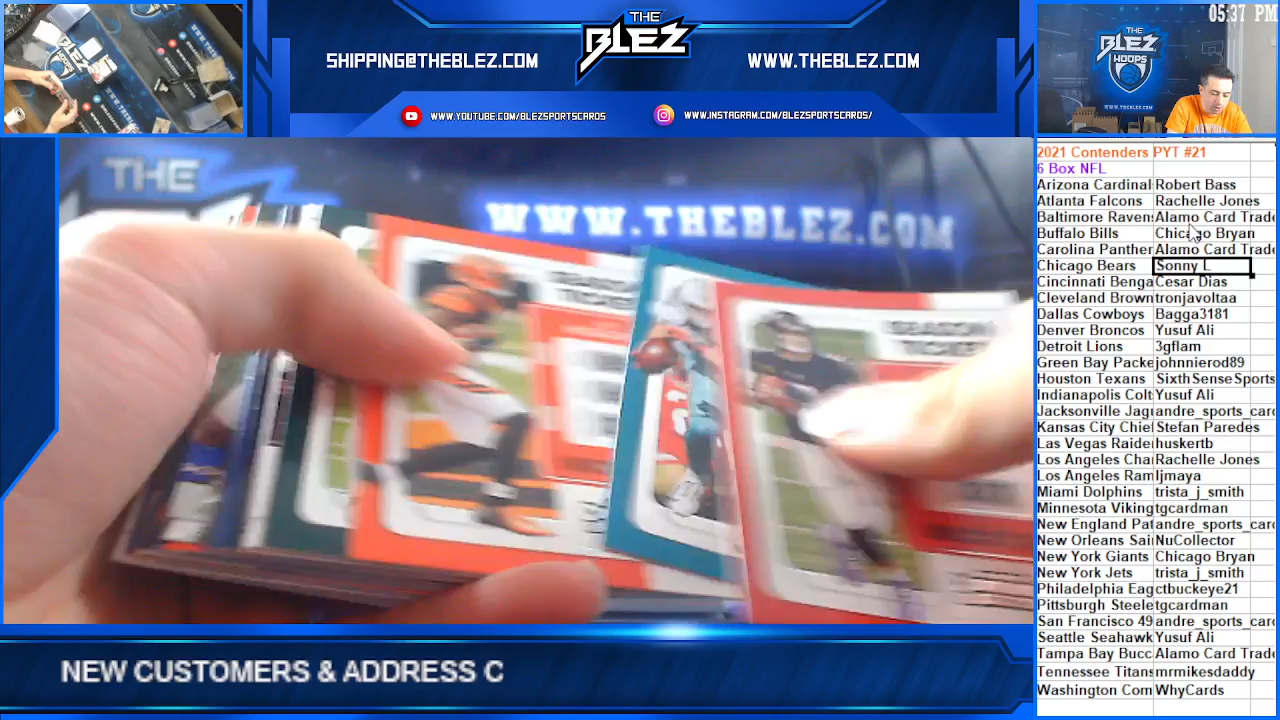 05:37 PM
THE
BLEZ
SHIPPING@THEBLEZ.COM
WWW.THEBLEZ.COM
WWW.YOUTUBE.COM/BLEZSPORTSCARDS
WWW.INSTAGRAM.COM/BLEZSPORTSCARDS/
THE
BLEZ
HOOPS
WWW.THEBLEZ.COM
THE
WWW.THEBLEZ.COM
SEASON
TICKET
2021 Contenders PYT #21
6 Box NFL
Arizona Cardinal Robert Bass
Atlanta Falcons Rachelle Jones
Baltimore Raven Alamo Card Trade
Buffalo Bills Chicago Bryan
Carolina Panther Alamo Card Trade
Chicago Bears Sonny L
Cincinnati Benga Cesar Dias
Cleveland Brown tronjavoltaa
Dallas Cowboys Bagga3181
Denver Broncos Yusuf Ali
Detroit Lions 3gflam
Green Bay Packe johnnierod89
Houston Texans SixthSenseSports
Indianapolis Colt Yusuf Ali
Jacksonville Jagu andre_sports_card
Kansas City Chief Stefan Paredes
Las Vegas Raide huskertb
Los Angeles Cha Rachelle Jones
Los Angeles Ram ljmaya
Miami Dolphins trista_j_smith
Minnesota Viking tgcardman
New England Pat andre_sports_card
New Orleans Sai NuCollector
New York Giants Chicago Bryan
New York Jets trista_j_smith
Philadelphia Eag ctbuckeye21
Pittsburgh Steele tgcardman
San Francisco 49 andre_sports_card
Seattle Seahawk Yusuf Ali
Tampa Bay Bucc Alamo Card Trade
Tennessee Titans mrmikesdaddy
Washington Com WhyCards
NEW CUSTOMERS & ADDRESS C